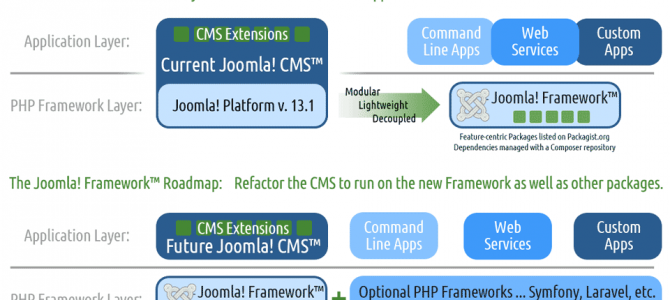 Application Layer:
CMS Extensions
Current Joomla! CMS™
Command Line Apps
Web Services
Custom Apps
PHP Framework Layer:
Joomla! Platform v. 13.1
Modular
Lightweight
Decoupled
Joomla! Framework™
Feature-centric Packages listed on Packagist.org
Dependencies managed with a Composer repository
The Joomla! Framework™ Roadmap: Refactor the CMS to run on the new Framework as well as other packages.
Application Layer:
CMS Extensions
Future Joomla! CMS™
Command
Line Apps
Web
Services
Custom
Apps
PHP Framework Layer:
Joomla! Framework™
+
Optional PHP Frameworks ... Symfony, Laravel, etc.